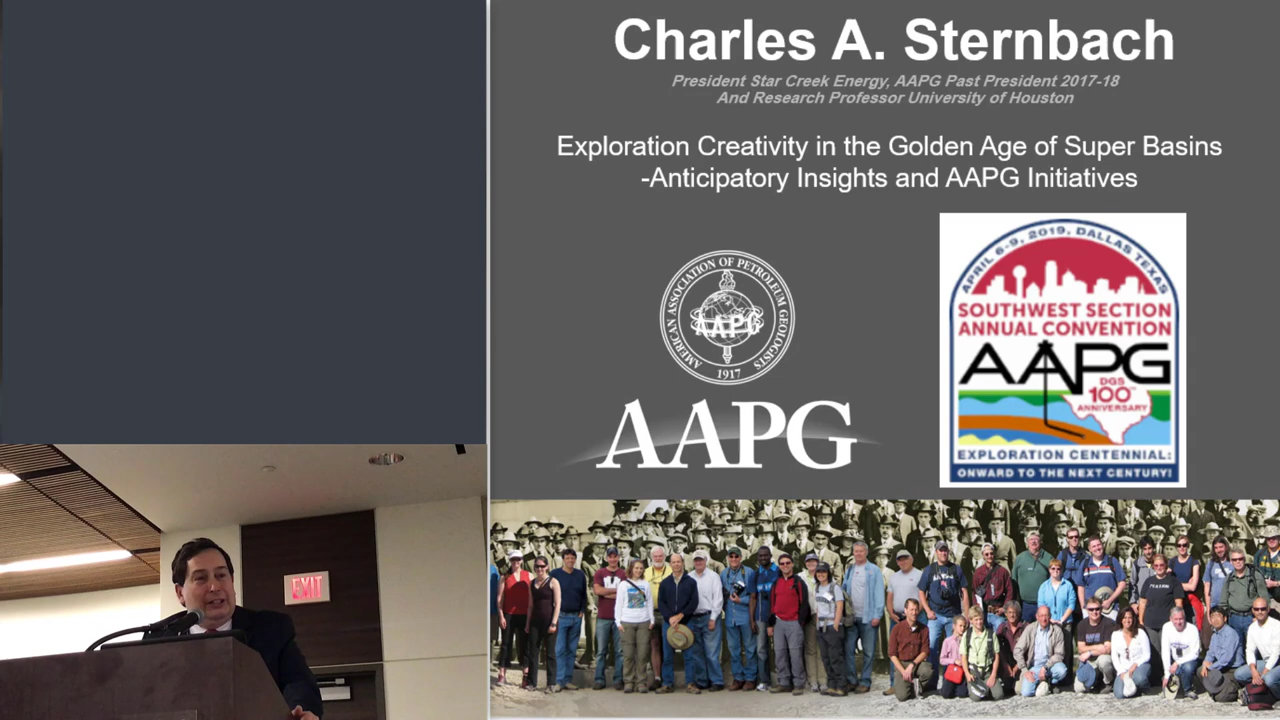 Charles A. Sternbach
President Star Creek Energy, AAPG Past President 2017-18
And Research Professor University of Houston
Exploration Creativity in the Golden Age of Super Basins
-Anticipatory Insights and AAPG Initiatives
AMERICAN ASSOCIATION OF PETROLEUM GEOLOGISTS
AAPG
1917
AAPG
APRIL 6-9, 2019, DALLAS TEXAS
SOUTHWEST SECTION
ANNUAL CONVENTION
AAPG
DGS
100TH
ANNIVERSARY
EXPLORATION CENTENNIAL:
ONWARD TO THE NEXT CENTURY!
EXIT